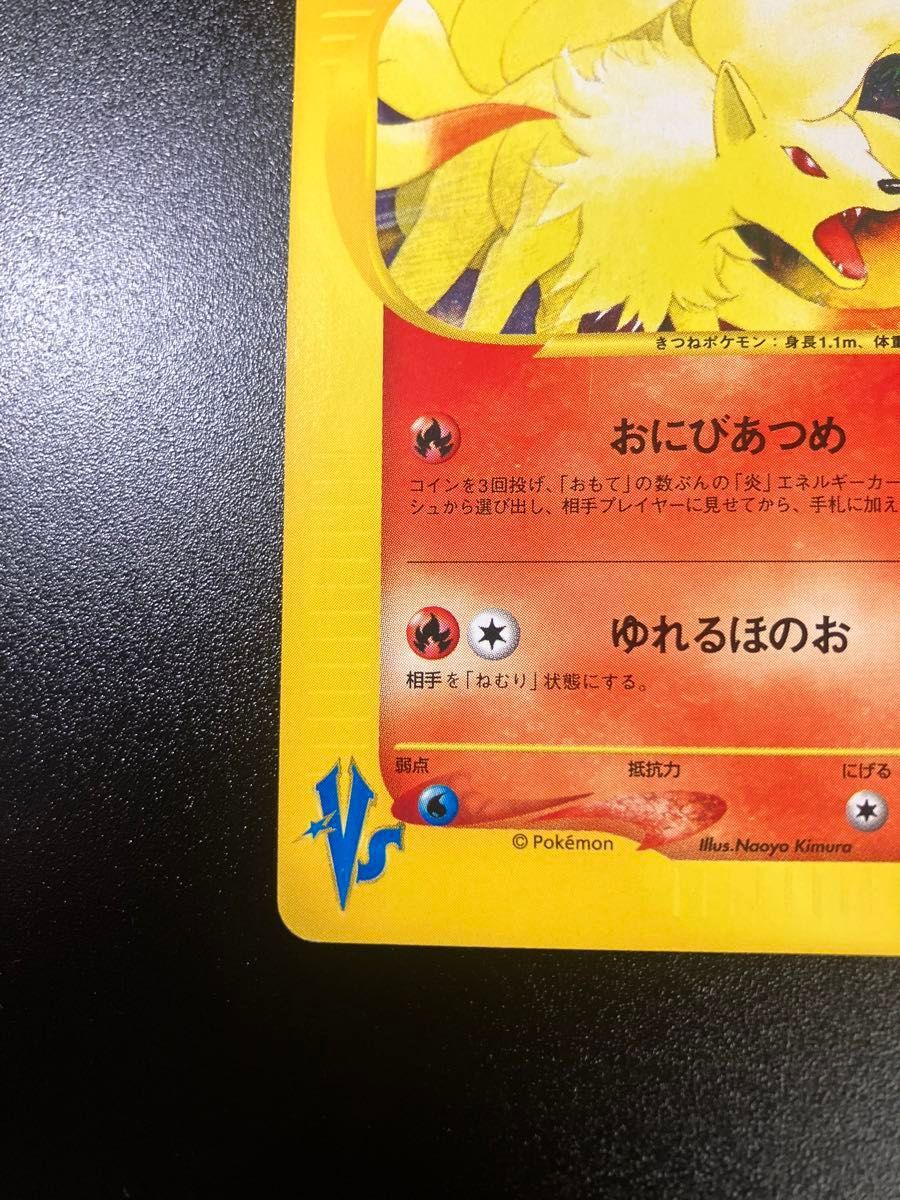 きつねポケモン：身長1.1m、体重
おにびあつめ
コインを3回投げ、「おもて」の数ぶんの「炎」エネルギーカー
シュから選び出し、相手プレイヤーに見せてから、手札に加え
ゆれるほのお
相手を「ねむり」状態にする。
弱点 抵抗力 にげる
© Pokémon Illus.Naoyo Kimura
VS